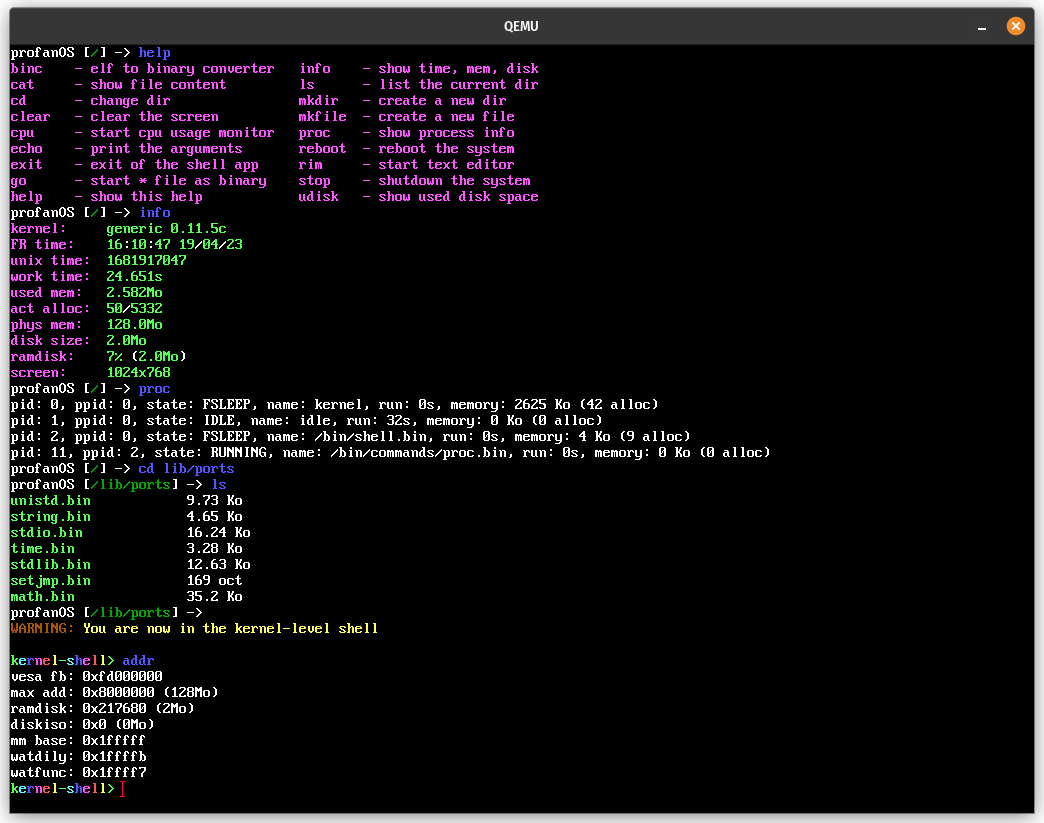 QEMU
profanOS [/] -> help
binc    - elf to binary converter   info    - show time, mem, disk
cat     - show file content         ls      - list the current dir
cd      - change dir                mkdir   - create a new dir
clear   - clear the screen          mkfile  - create a new file
cpu     - start cpu usage monitor   proc    - show process info
echo    - print the arguments       reboot  - reboot the system
exit    - exit of the shell app     rim     - start text editor
go      - start * file as binary    stop    - shutdown the system
help    - show this help            udisk   - show used disk space
profanOS [/] -> info
kernel:     generic 0.11.5c
FR time:    16:10:47 19/04/23
unix time:  1681917047
work time:  24.651s
used mem:   2.582Mo
act alloc:  50/5332
phys mem:   128.0Mo
disk size:  2.0Mo
ramdisk:    7% (2.0Mo)
screen:     1024x768
profanOS [/] -> proc
pid: 0, ppid: 0, state: FSLEEP, name: kernel, run: 0s, memory: 2625 Ko (42 alloc)
pid: 1, ppid: 0, state: IDLE, name: idle, run: 32s, memory: 0 Ko (0 alloc)
pid: 2, ppid: 0, state: FSLEEP, name: /bin/shell.bin, run: 0s, memory: 4 Ko (9 alloc)
pid: 11, ppid: 2, state: RUNNING, name: /bin/commands/proc.bin, run: 0s, memory: 0 Ko (0 alloc)
profanOS [/] -> cd lib/ports
profanOS [/lib/ports] -> ls
unistd.bin            9.73 Ko
string.bin            4.65 Ko
stdio.bin             16.24 Ko
time.bin              3.28 Ko
stdlib.bin            12.63 Ko
setjmp.bin            169 oct
math.bin              35.2 Ko
profanOS [/lib/ports] ->
WARNING: You are now in the kernel-level shell
kernel-shell> addr
vesa fb: 0xfd000000
max add: 0x8000000 (128Mo)
ramdisk: 0x217680 (2Mo)
diskiso: 0x0 (0Mo)
mm base: 0x1fffff
watdily: 0x1ffffb
watfunc: 0x1ffff7
kernel-shell>